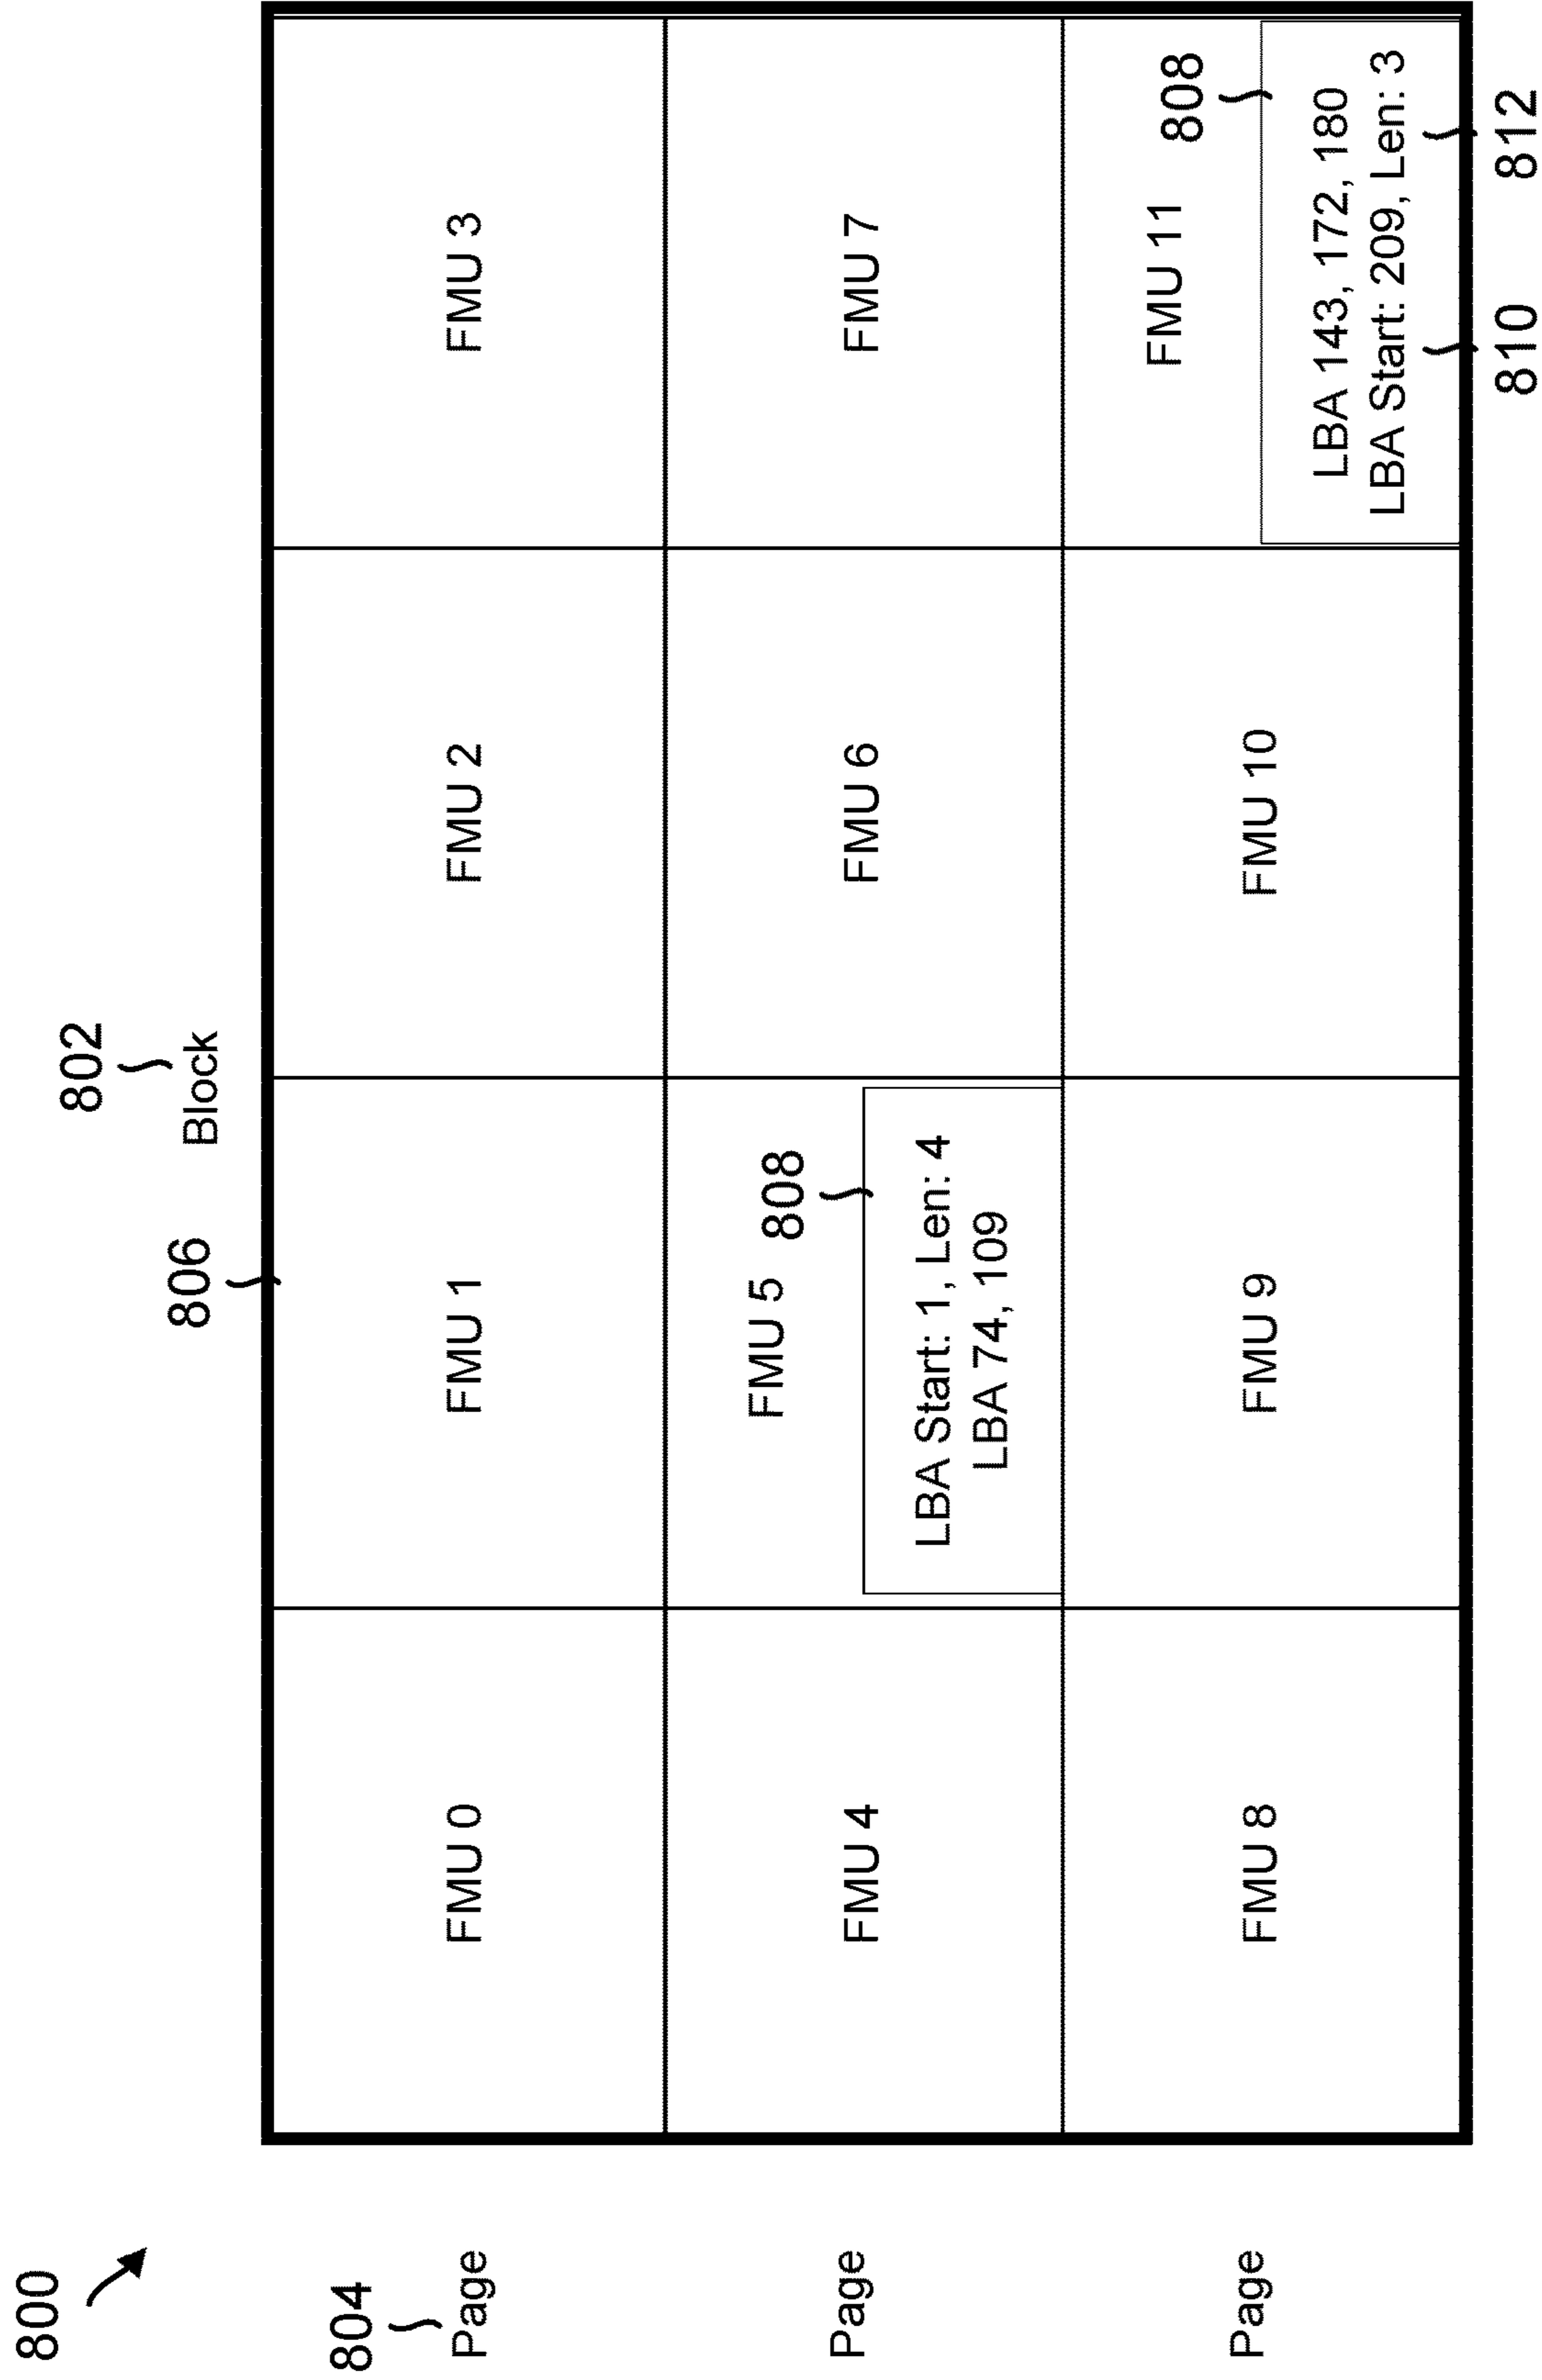 800
802
Block
806
804
Page
FMU 0
FMU 1
FMU 2
FMU 3
Page
FMU 4
FMU 5
808
LBA Start: 1, Len: 4
LBA 74, 109
FMU 6
FMU 7
Page
FMU 8
FMU 9
FMU 10
FMU 11
808
LBA 143, 172, 180
LBA Start: 209, Len: 3
810
812